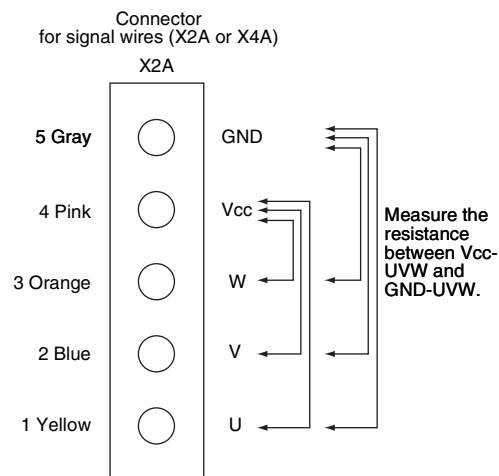 Connector
for signal wires (X2A or X4A)
X2A
5 Gray GND
4 Pink Vcc
Measure the
resistance
between Vcc-
UVW and
GND-UVW.
3 Orange W
2 Blue V
1 Yellow U